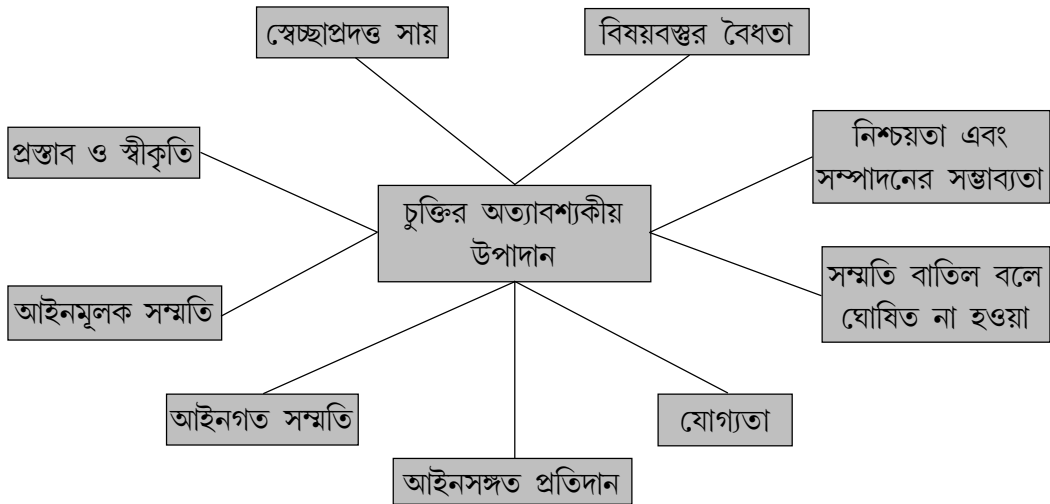 স্বেচ্ছাপ্রদত্ত সায়
বিষয়বস্তুর বৈধতা
প্রস্তাব ও স্বীকৃতি
নিশ্চয়তা এবং
সম্পাদনের সম্ভাব্যতা
চুক্তির অত্যাবশ্যকীয়
উপাদান
আইনমূলক সম্মতি
সম্মতি বাতিল বলে
ঘোষিত না হওয়া
আইনগত সম্মতি
যোগ্যতা
আইনসঙ্গত প্রতিদান